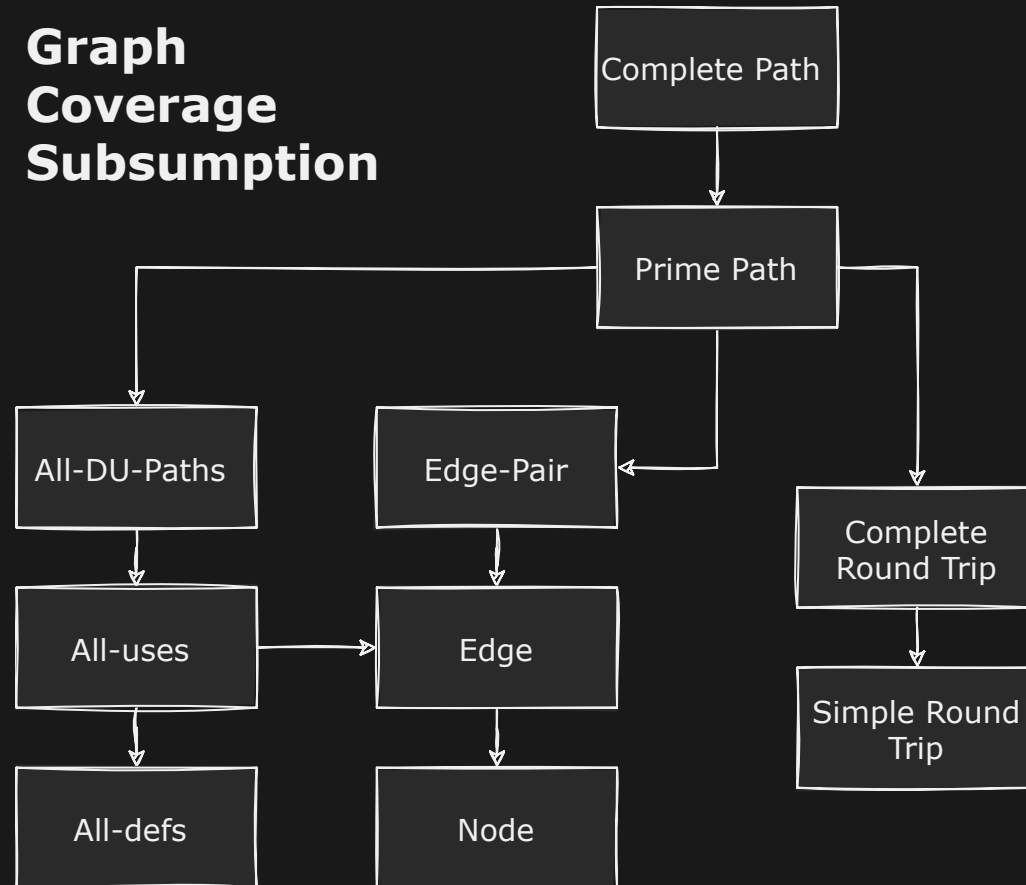 Graph
Coverage
Subsumption
Complete Path
Prime Path
All-DU-Paths
Edge-Pair
Complete
Round Trip
All-uses
Edge
Simple Round
Trip
All-defs
Node